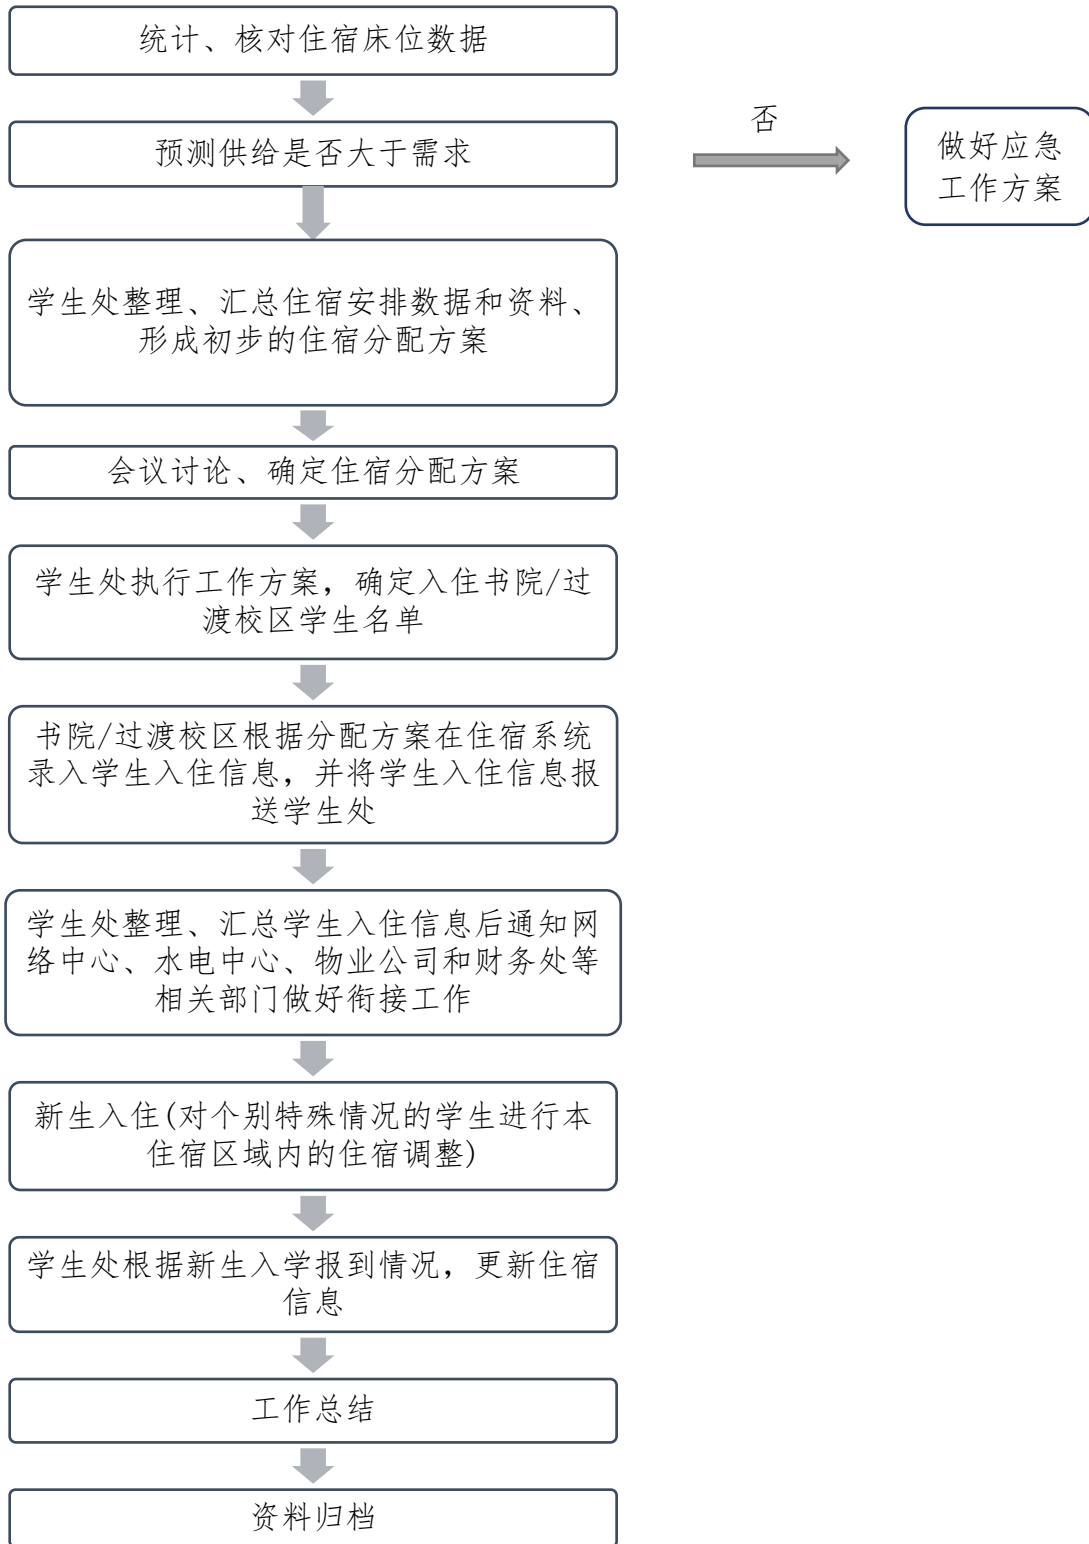 统计、核对住宿床位数据
预测供给是否大于需求
否
做好应急
工作方案
学生处整理、汇总住宿安排数据和资料、
形成初步的住宿分配方案
会议讨论、确定住宿分配方案
学生处执行工作方案，确定入住书院/过
渡校区学生名单
书院/过渡校区根据分配方案在住宿系统
录入学生入住信息，并将学生入住信息报
送学生处
学生处整理、汇总学生入住信息后通知网
络中心、水电中心、物业公司和财务处等
相关部门做好衔接工作
新生入住(对个别特殊情况的学生进行本
住宿区域内的住宿调整)
学生处根据新生入学报到情况，更新住宿
信息
工作总结
资料归档